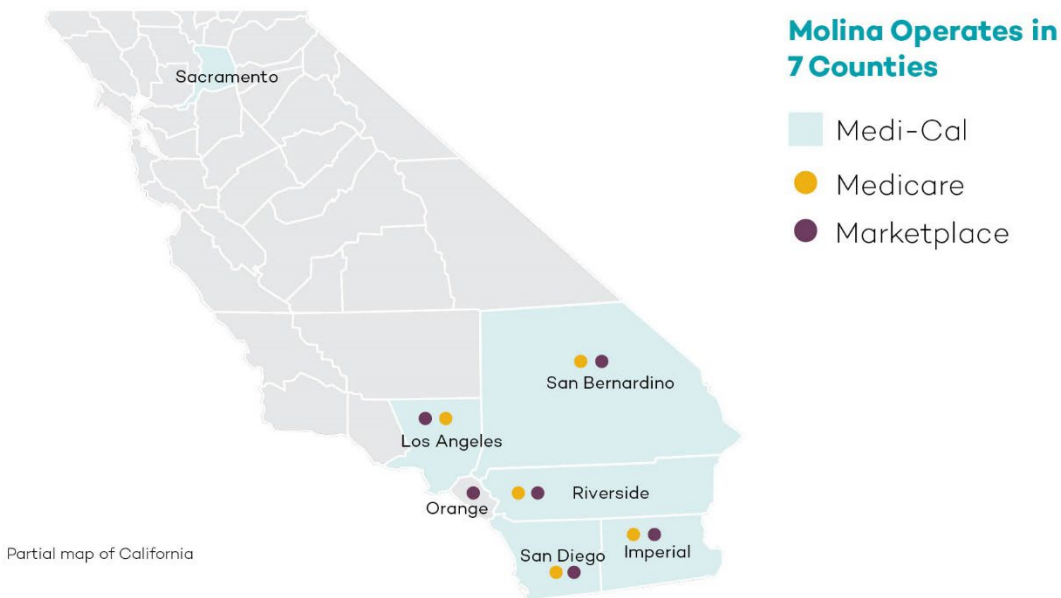 Molina Operates in
7 Counties
Medi-Cal
Medicare
Marketplace
Sacramento
San Bernardino
Los Angeles
Riverside
Orange
San Diego
Imperial
Partial map of California